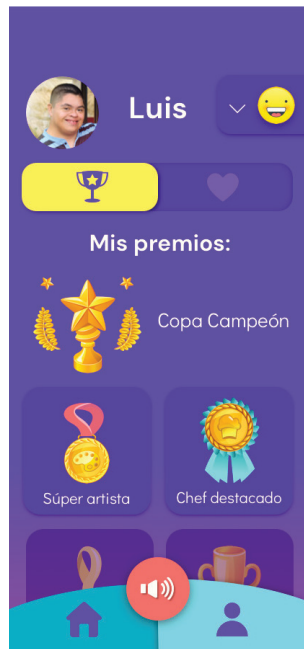 Luis
Mis premios:
Copa Campeón
Súper artista
Chef destacado